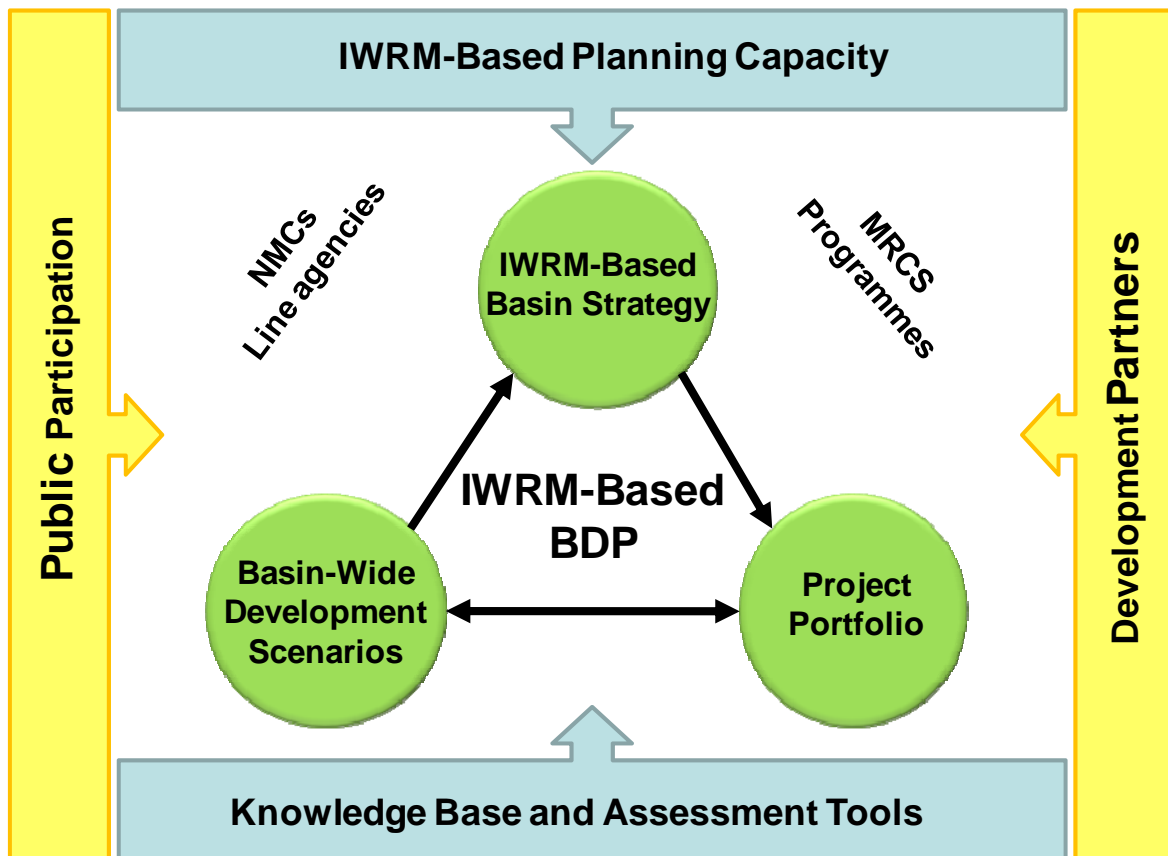 IWRM-Based Planning Capacity
Public Participation
NMCs
Line agencies
MRCS
Programmes
Development Partners
IWRM-Based
Basin Strategy
IWRM-Based
BDP
Basin-Wide
Development
Scenarios
Project
Portfolio
Knowledge Base and Assessment Tools